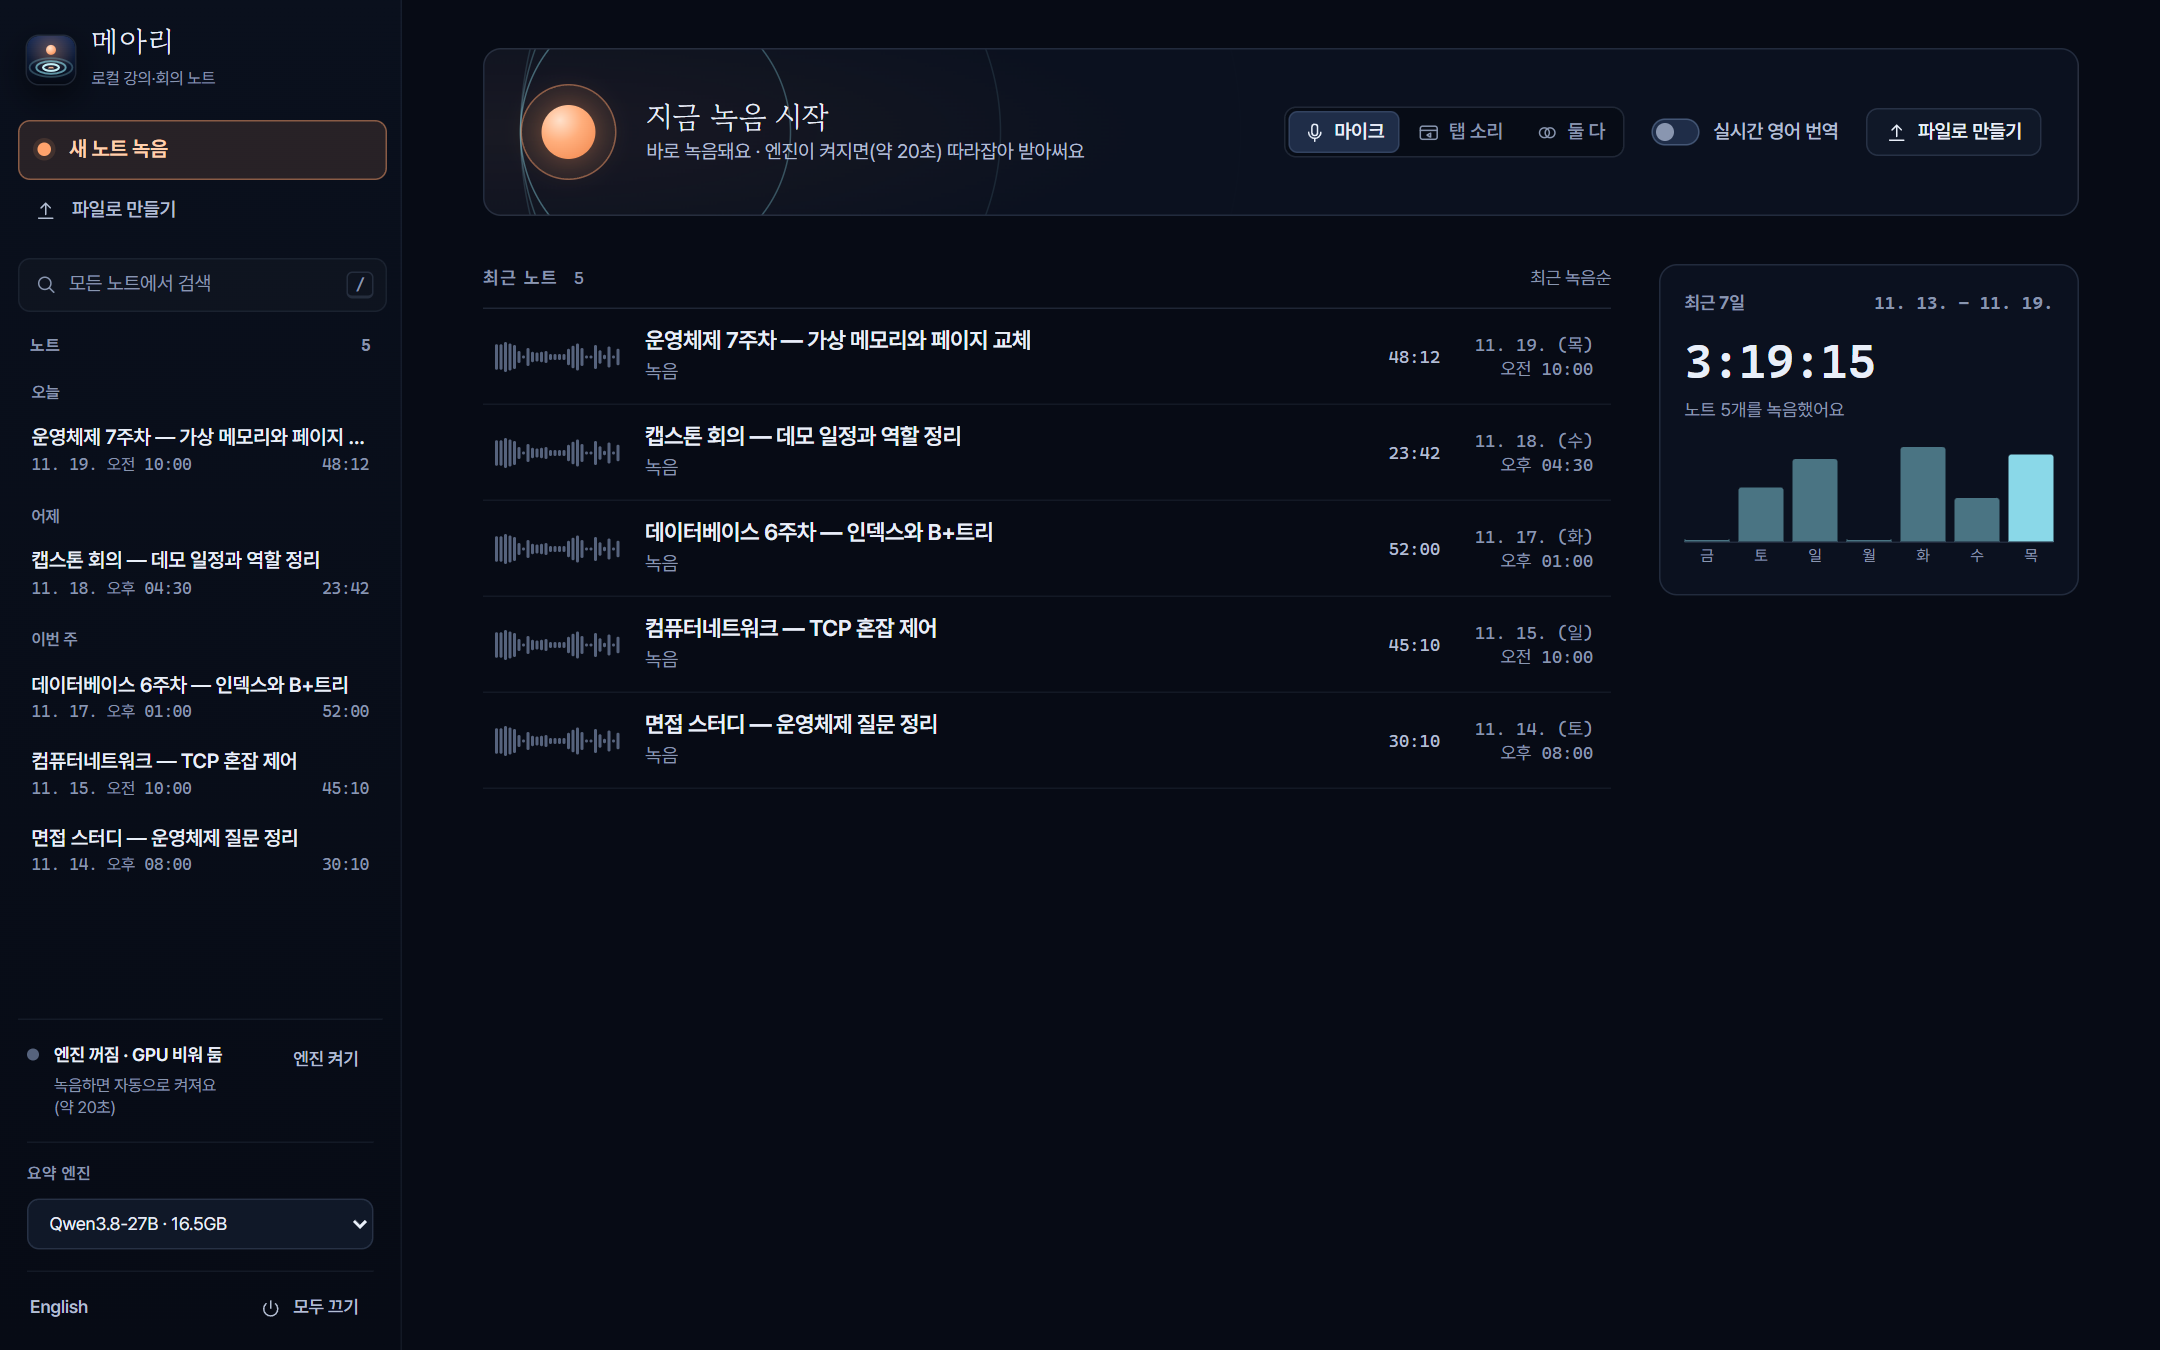 메아리
로컬 강의·회의 노트
새 노트 녹음
파일로 만들기
모든 노트에서 검색 /
노트 5
오늘
운영체제 7주차 — 가상 메모리와 페이지 ...
11. 19. 오전 10:00 48:12
어제
캡스톤 회의 — 데모 일정과 역할 정리
11. 18. 오후 04:30 23:42
이번 주
데이터베이스 6주차 — 인덱스와 B+트리
11. 17. 오후 01:00 52:00
컴퓨터네트워크 — TCP 혼잡 제어
11. 15. 오전 10:00 45:10
면접 스터디 — 운영체제 질문 정리
11. 14. 오후 08:00 30:10
엔진 꺼짐 · GPU 비워 둠 엔진 켜기
녹음하면 자동으로 켜져요
(약 20초)
요약 엔진
Qwen3.8-27B · 16.5GB
English 모두 끄기
지금 녹음 시작
바로 녹음돼요 · 엔진이 켜지면(약 20초) 따라잡아 받아써요
마이크 탭 소리 둘 다 실시간 영어 번역 파일로 만들기
최근 노트 5 최근 녹음순
운영체제 7주차 — 가상 메모리와 페이지 교체
녹음
48:12
11. 19. (목)
오전 10:00
캡스톤 회의 — 데모 일정과 역할 정리
녹음
23:42
11. 18. (수)
오후 04:30
데이터베이스 6주차 — 인덱스와 B+트리
녹음
52:00
11. 17. (화)
오후 01:00
컴퓨터네트워크 — TCP 혼잡 제어
녹음
45:10
11. 15. (일)
오전 10:00
면접 스터디 — 운영체제 질문 정리
녹음
30:10
11. 14. (토)
오후 08:00
최근 7일 11. 13. – 11. 19.
3:19:15
노트 5개를 녹음했어요
금 토 일 월 화 수 목